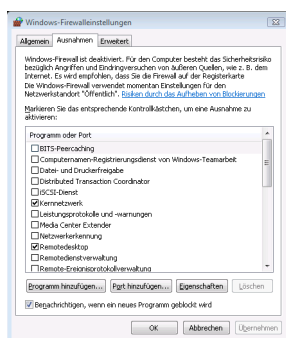 Windows-Firewalleinstellungen
Allgemein Ausnahmen Erweitert
Windows-Firewall ist deaktiviert. Für den Computer besteht das Sicherheitsrisiko
bezüglich Angriffen und Eindringversuchen von äußeren Quellen, wie z. B. dem
Internet. Es wird empfohlen, dass Sie die Firewall auf der Registerkarte
Die Windows-Firewall verwendet momentan Einstellungen für den
Netzwerkstandort "Öffentlich". Risiken durch das Aufheben von Blockierungen
Markieren Sie das entsprechende Kontrollkästchen, um eine Ausnahme zu
aktivieren:
Programm oder Port
BITS-Peercaching
Computernamen-Registrierungsdienst von Windows-Teamarbeit
Datei- und Druckerfreigabe
Distributed Transaction Coordinator
iSCSI-Dienst
Kernnetzwerk
Leistungsprotokolle und -warnungen
Media Center Extender
Netzwerkerkennung
Remotedesktop
Remotedienstverwaltung
Remote-Ereignisprotokollverwaltung
Programm hinzufügen... Port hinzufügen... Eigenschaften Löschen
Benachrichtigen, wenn ein neues Programm geblockt wird
OK Abbrechen Übernehmen